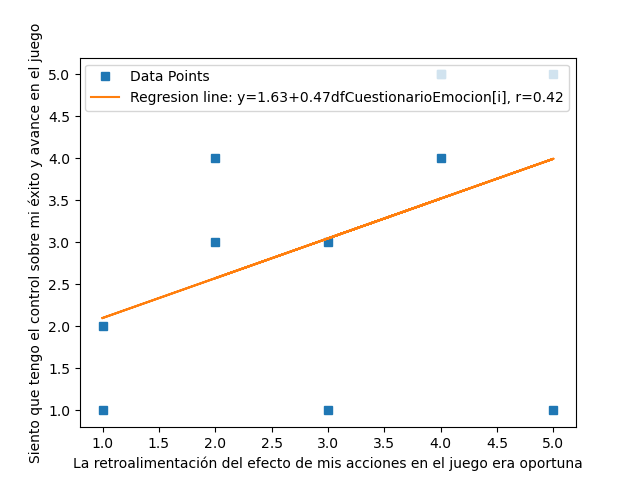 Data Points
Regresion line: y=1.63+0.47dfCuestionarioEmocion[i], r=0.42
Siento que tengo el control sobre mi éxito y avance en el juego
5.0
4.5
4.0
3.5
3.0
2.5
2.0
1.5
1.0
1.0 1.5 2.0 2.5 3.0 3.5 4.0 4.5 5.0
La retroalimentación del efecto de mis acciones en el juego era oportuna